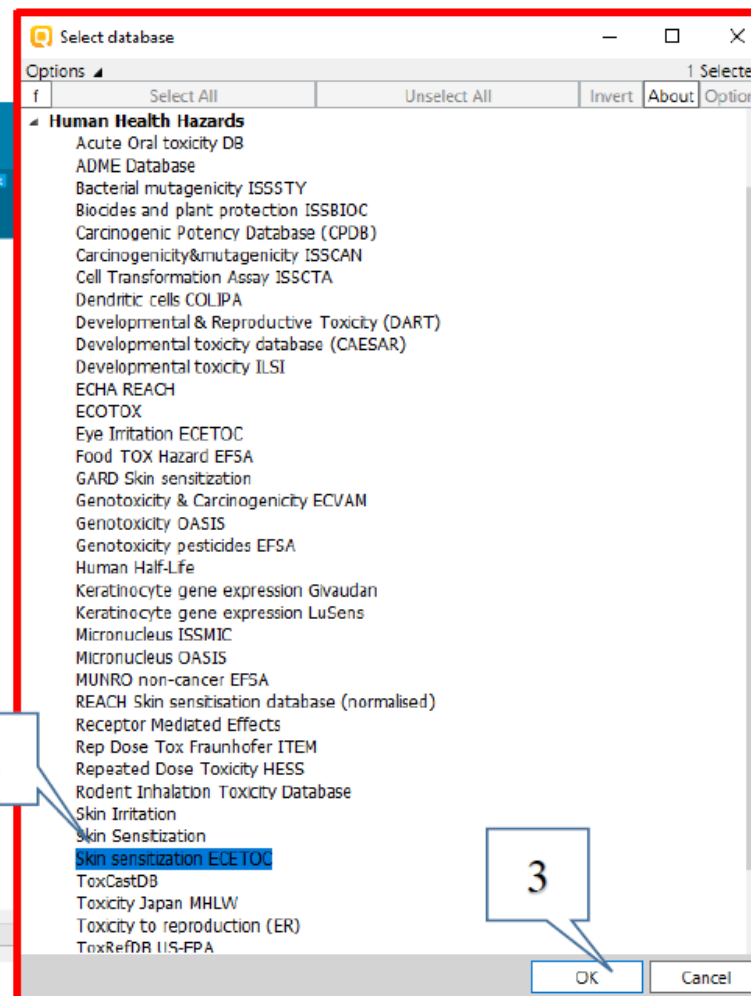 Select database
Options
1 Selecte
f Select All Unselect All Invert About Option
Human Health Hazards
Acute Oral toxicity DB
ADME Database
Bacterial mutagenicity ISSSTY
Biocides and plant protection ISSBIOC
Carcinogenic Potency Database (CPDB)
Carcinogenicity&mutagenicity ISSCAN
Cell Transformation Assay ISSCTA
Dendritic cells COLIPA
Developmental & Reproductive Toxicity (DART)
Developmental toxicity database (CAESAR)
Developmental toxicity ILSI
ECHA REACH
ECOTOX
Eye Irritation ECETOC
Food TOX Hazard EFSA
GARD Skin sensitization
Genotoxicity & Carcinogenicity ECVAM
Genotoxicity OASIS
Genotoxicity pesticides EFSA
Human Half-Life
Keratinocyte gene expression Givaudan
Keratinocyte gene expression LuSens
Micronucleus ISSMIC
Micronucleus OASIS
MUNRO non-cancer EFSA
REACH Skin sensitisation database (normalised)
Receptor Mediated Effects
Rep Dose Tox Fraunhofer ITEM
Repeated Dose Toxicity HESS
Rodent Inhalation Toxicity Database
Skin Irritation
Skin Sensitization
Skin sensitization ECETOC
ToxCastDB
Toxicity Japan MHLW
Toxicity to reproduction (ER)
ToxRefDB US-EPA
3
OK Cancel